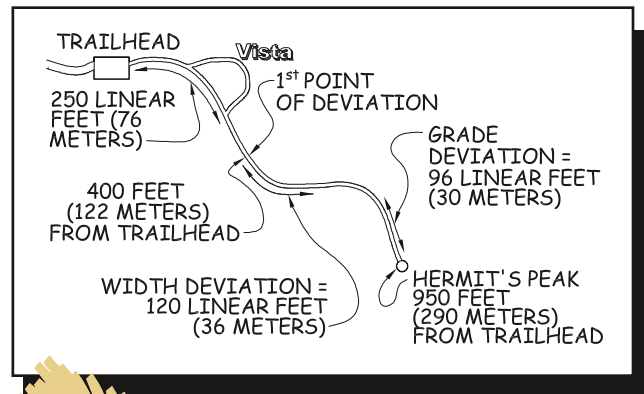 TRAILHEAD
Vista
250 LINEAR
FEET (76
METERS)
1st POINT
OF DEVIATION
GRADE
DEVIATION =
96 LINEAR FEET
(30 METERS)
400 FEET
(122 METERS)
FROM TRAILHEAD
WIDTH DEVIATION =
120 LINEAR FEET
(36 METERS)
HERMIT'S PEAK
950 FEET
(290 METERS)
FROM TRAILHEAD